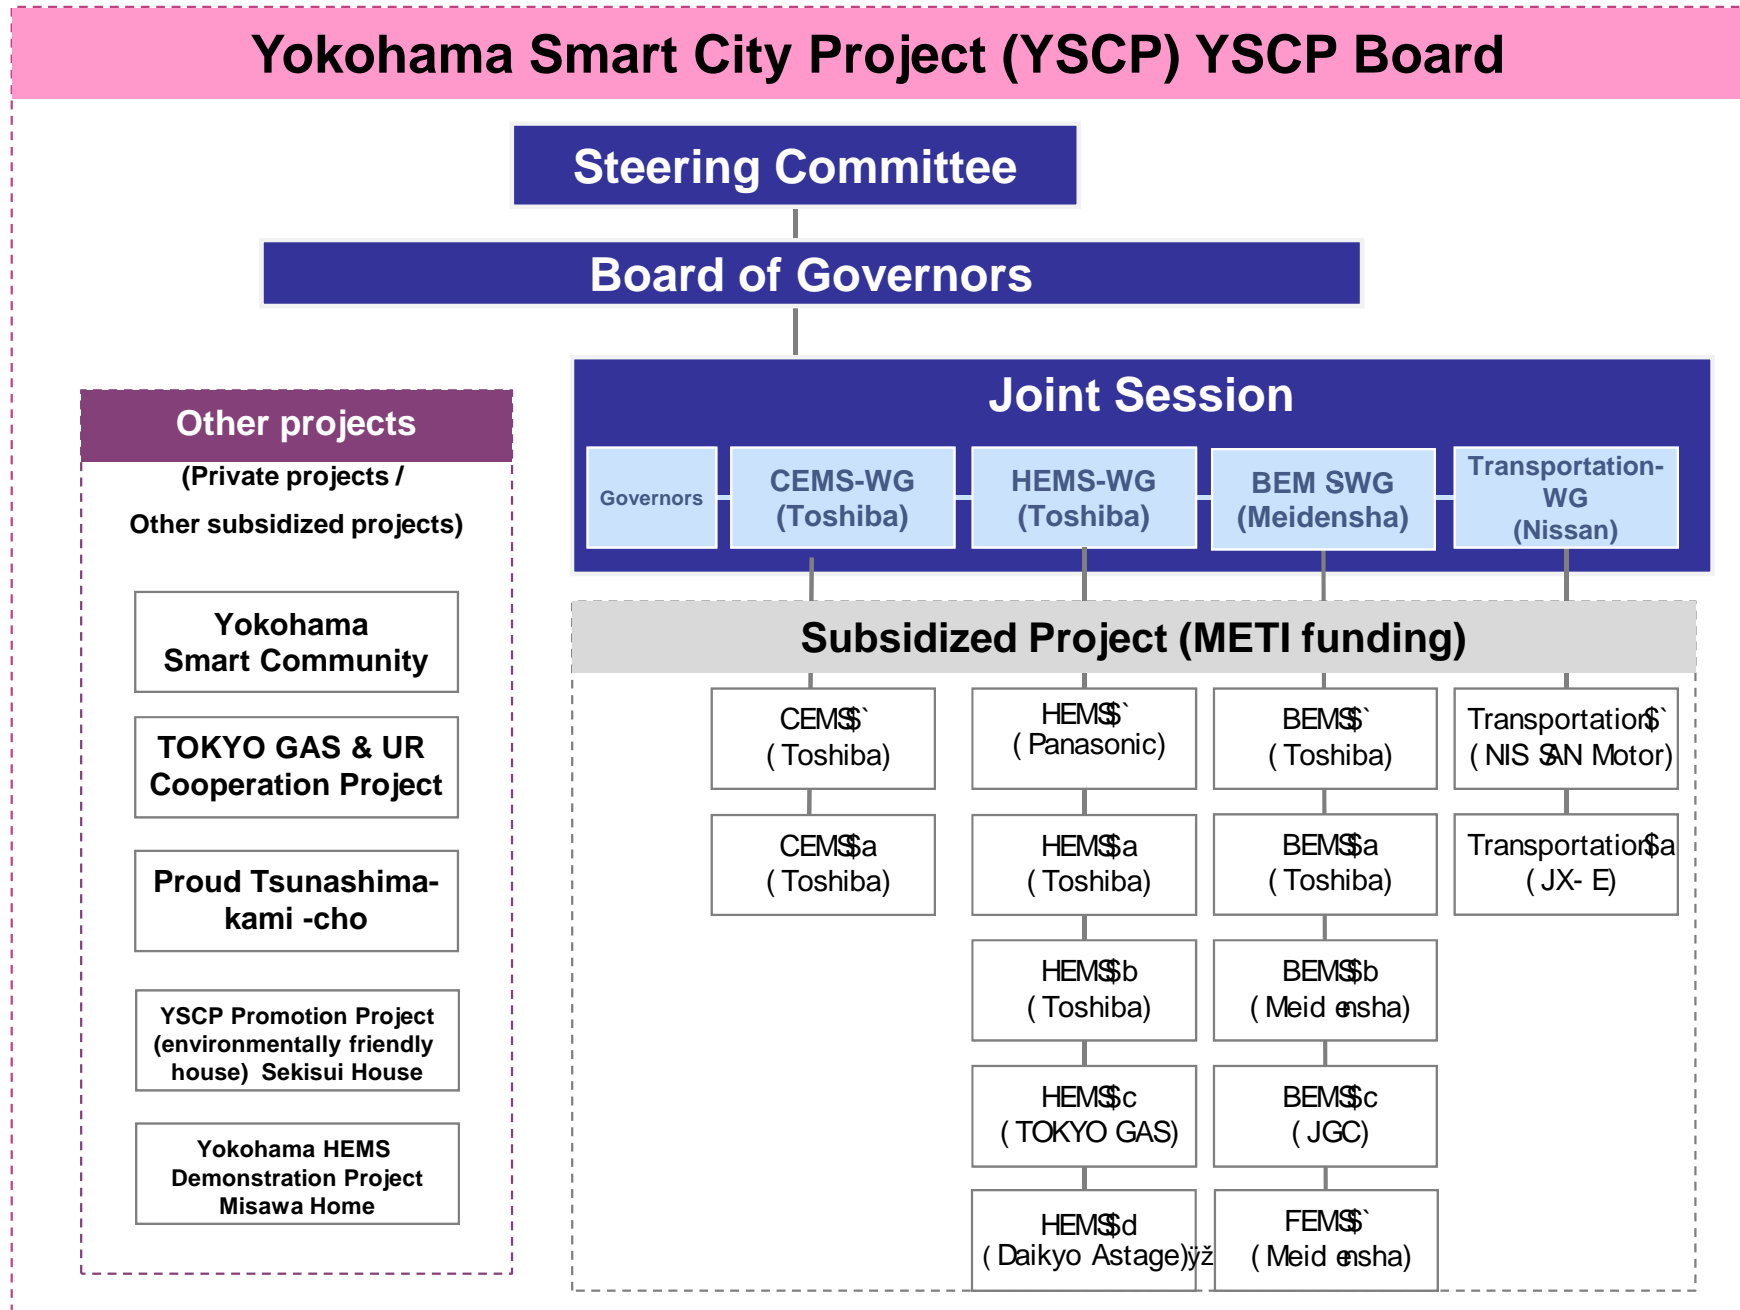 Yokohama Smart City Project (YSCP) YSCP Board
Steering Committee
Board of Governors
Joint Session
Governors
CEMS-WG
(Toshiba)
HEMS-WG
(Toshiba)
BEM S-WG
(Meidensha)
Transportation-
WG
(Nissan)
Other projects
(Private projects /
Other subsidized projects)
Yokohama
Smart Community
TOKYO GAS & UR
Cooperation Project
Proud Tsunashima-
kami -cho
YSCP Promotion Project
(environmentally friendly
house) Sekisui House
Yokohama HEMS
Demonstration Project
Misawa Home
Subsidized Project (METI funding)
CEMS$`
( Toshiba)
CEMS$a
( Toshiba)
HEMS$`
( Panasonic)
HEMS$a
( Toshiba)
HEMS$b
( Toshiba)
HEMS$c
( TOKYO GAS)
HEMS$d
( Daikyo Astage)ÿž
BEMS$`
( Toshiba)
BEMS$a
( Toshiba)
BEMS$b
( Meid ensha)
BEMS$c
( JGC)
FEMS$`
( Meid ensha)
Transportation$`
( NIS SAN Motor)
Transportation$a
( JX- E)